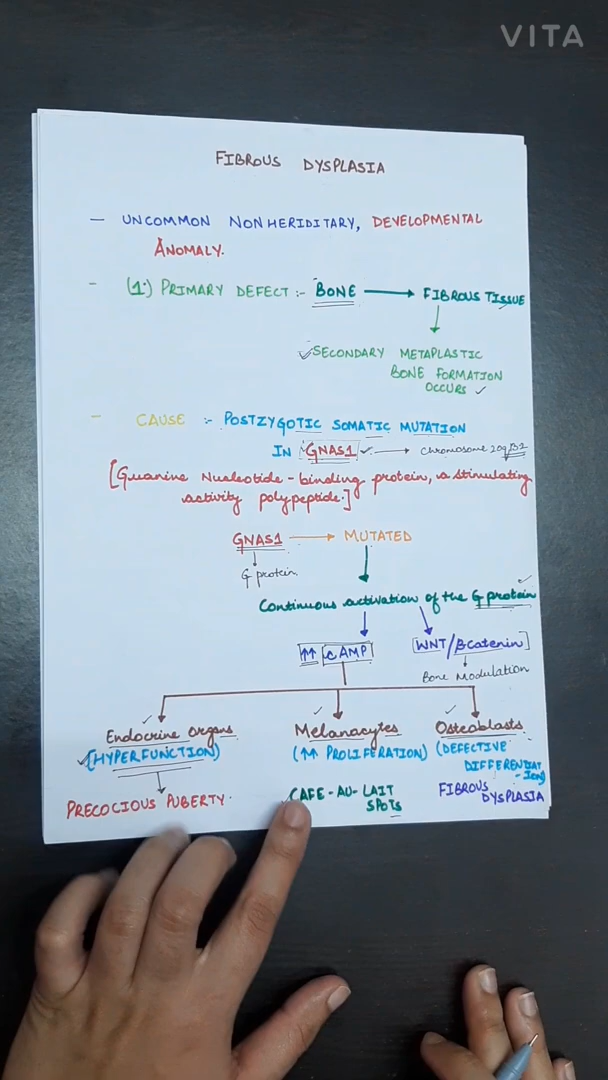 VITA
FIBROUS DYSPLASIA
- UNCOMMON NONHERIDITARY, DEVELOPMENTAL
ANOMALY.
- (1.) PRIMARY DEFECT :- BONE → FIBROUS TISSUE
↓
✓SECONDARY METAPLASTIC
BONE FORMATION
OCCURS ✓
- CAUSE :- POSTZYGOTIC SOMATIC MUTATION
IN GNAS1 ✓ → Chromosome 20q13.2
[Guanine Nucleotide-binding protein, α stimulating
activity polypeptide.]
GNAS1 → MUTATED
G protein
Continuous activation of the G protein ✓
↑↑ cAMP [WNT/βcatenin]
Bone Modulation
✓ ✓ ✓
Endocrine organs Melanocytes Osteoblasts
✓[HYPERFUNCTION) (↑↑ PROLIFERATION) (DEFECTIVE
DIFFERENTIAT
-Ion)
PRECOCIOUS PUBERTY. CAFE-AU-LAIT FIBROUS
SPOTS DYSPLASIA